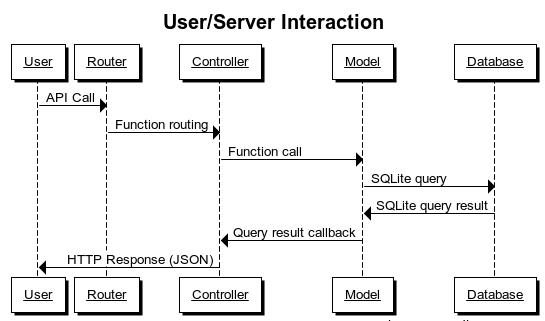 User/Server Interaction
User Router Controller Model Database
API Call
Function routing
Function call
SQLite query
SQLite query result
Query result callback
HTTP Response (JSON)
User Router Controller Model Database